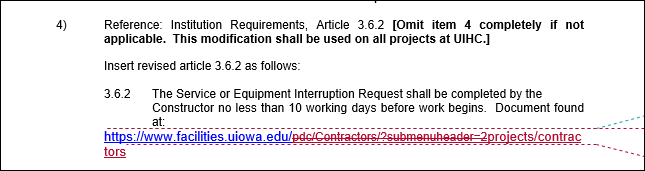 4) Reference: Institution Requirements, Article 3.6.2 [Omit item 4 completely if not
applicable. This modification shall be used on all projects at UIHC.]
Insert revised article 3.6.2 as follows:
3.6.2 The Service or Equipment Interruption Request shall be completed by the
Constructor no less than 10 working days before work begins. Document found
at:
https://www.facilities.uiowa.edu/pdc/Contractors/?submenuheader=2projects/contrac
tors